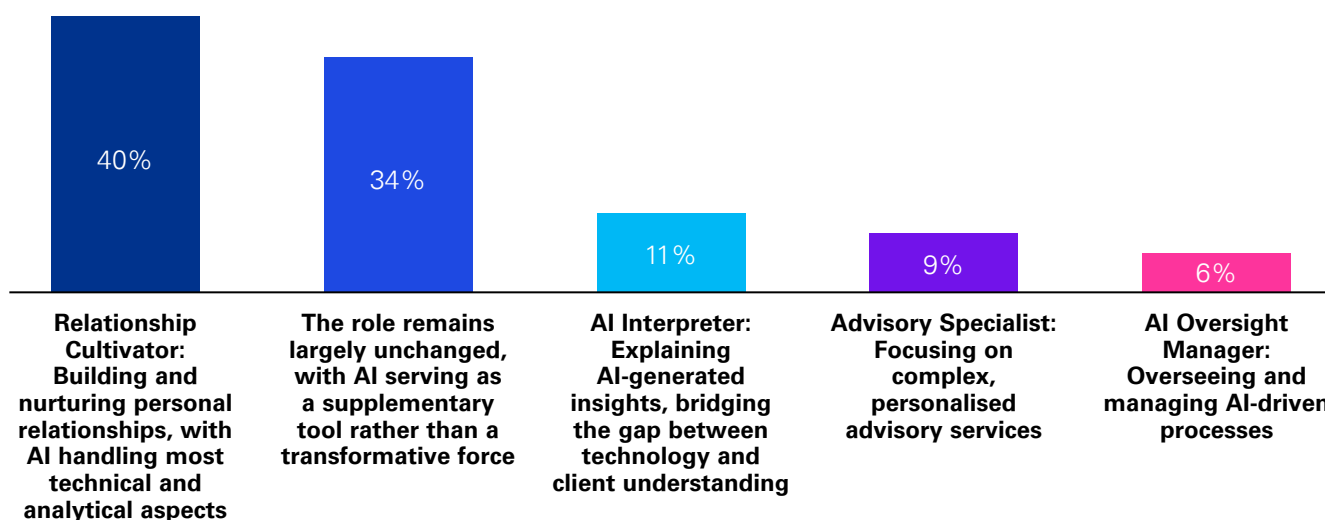 40%
34%
11%
9%
6%
Relationship
Cultivator:
Building and
nurturing personal
relationships, with
AI handling most
technical and
analytical aspects
The role remains
largely unchanged,
with AI serving as
a supplementary
tool rather than a
transformative force
AI Interpreter:
Explaining
AI-generated
insights, bridging
the gap between
technology and
client understanding
Advisory Specialist:
Focusing on
complex,
personalised
advisory services
AI Oversight
Manager:
Overseeing and
managing AI-driven
processes